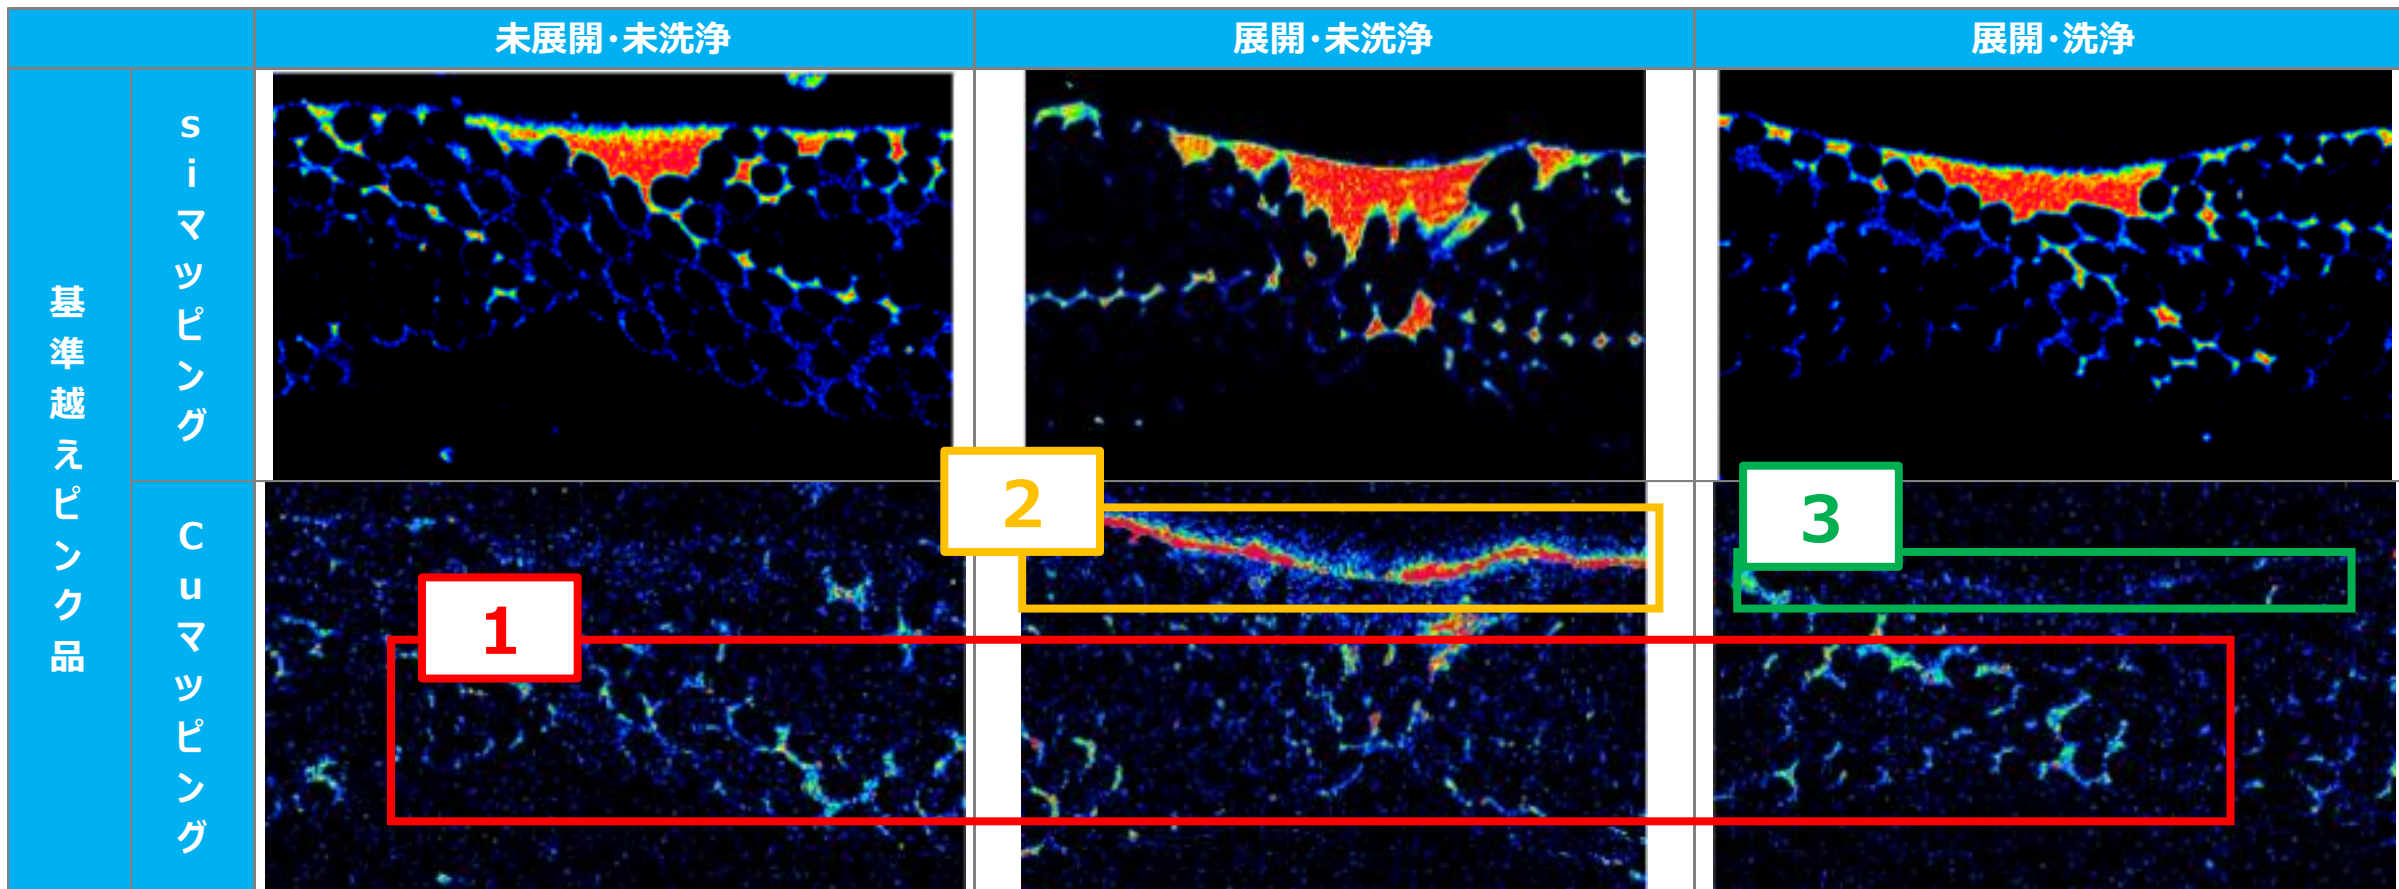 未展開･未洗浄
展開･未洗浄
展開･洗浄
基準越えピンク品
Siマッピング
Cuマッピング
1
2
3